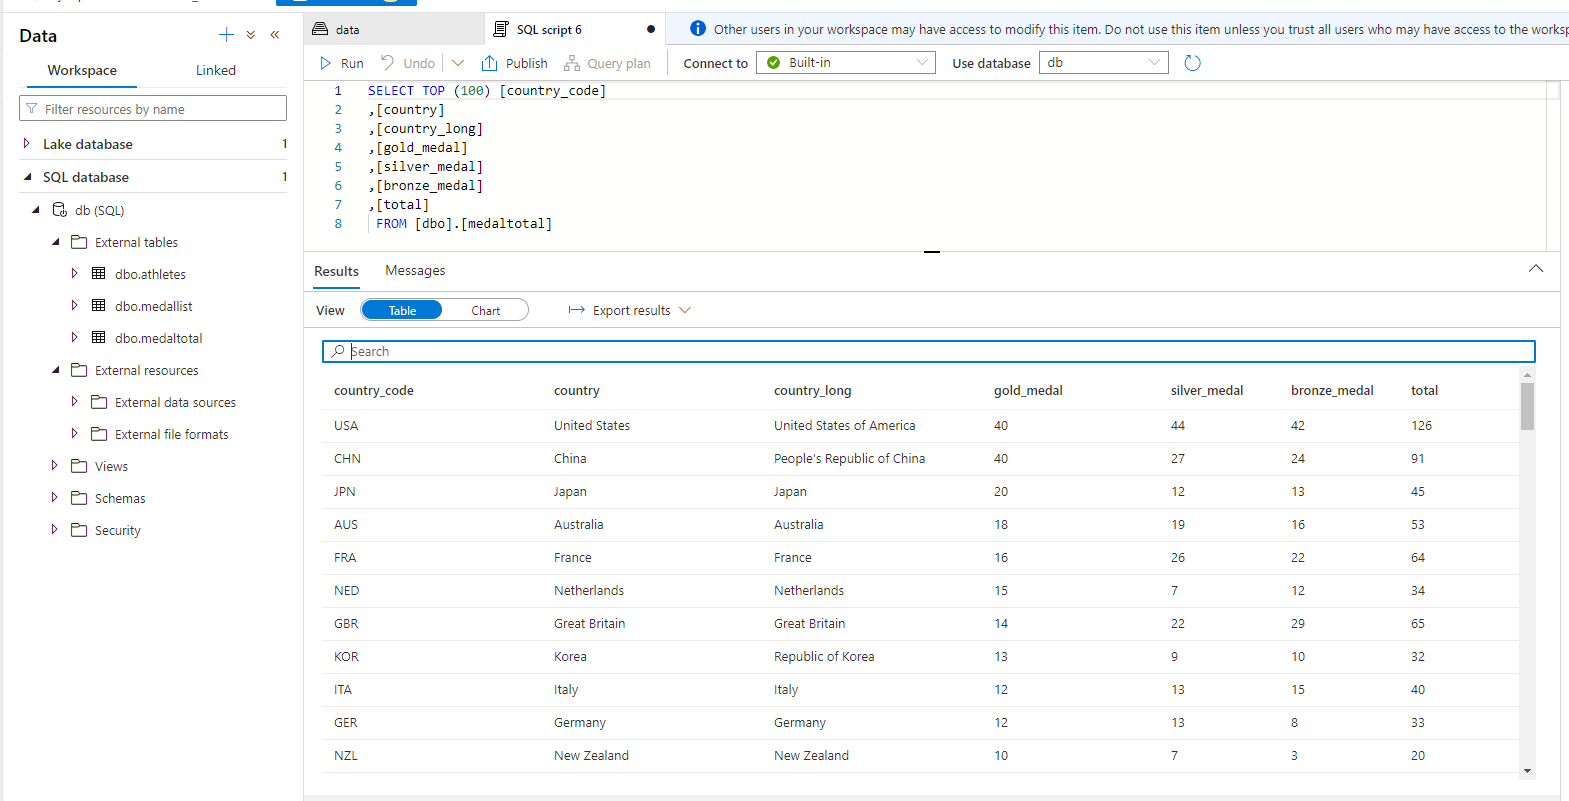 Data
Workspace
Linked
Filter resources by name
Lake database 1
SQL database 1
db (SQL)
External tables
dbo.athletes
dbo.medallist
dbo.medaltotal
External resources
External data sources
External file formats
Views
Schemas
Security
data
SQL script 6
Other users in your workspace may have access to modify this item. Do not use this item unless you trust all users who may have access to the worksp
Run
Undo
Publish
Query plan
Connect to
Built-in
Use database
db
1 SELECT TOP (100) [country_code]
2 ,[country]
3 ,[country_long]
4 ,[gold_medal]
5 ,[silver_medal]
6 ,[bronze_medal]
7 ,[total]
8 FROM [dbo].[medaltotal]
Results
Messages
View
Table
Chart
Export results
Search
country_code country country_long gold_medal silver_medal bronze_medal total
USA United States United States of America 40 44 42 126
CHN China People's Republic of China 40 27 24 91
JPN Japan Japan 20 12 13 45
AUS Australia Australia 18 19 16 53
FRA France France 16 26 22 64
NED Netherlands Netherlands 15 7 12 34
GBR Great Britain Great Britain 14 22 29 65
KOR Korea Republic of Korea 13 9 10 32
ITA Italy Italy 12 13 15 40
GER Germany Germany 12 13 8 33
NZL New Zealand New Zealand 10 7 3 20